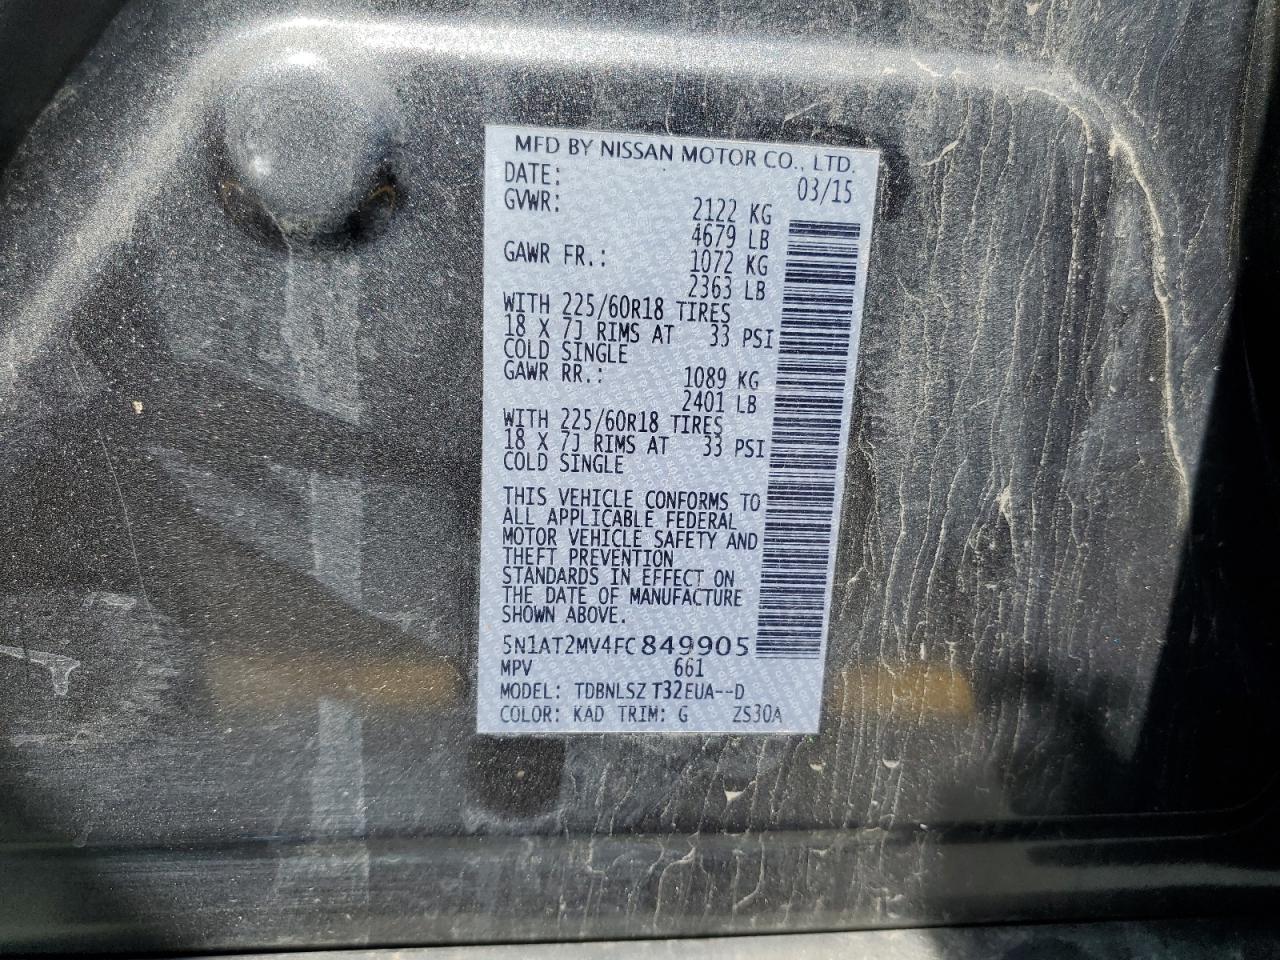 MFD BY NISSAN MOTOR CO., LTD.
DATE: 03/15
GVWR: 2122 KG
4679 LB
GAWR FR.: 1072 KG
2363 LB
WITH 225/60R18 TIRES
18 X 7J RIMS AT 33 PSI
COLD SINGLE
GAWR RR.: 1089 KG
2401 LB
WITH 225/60R18 TIRES
18 X 7J RIMS AT 33 PSI
COLD SINGLE
THIS VEHICLE CONFORMS TO
ALL APPLICABLE FEDERAL
MOTOR VEHICLE SAFETY AND
THEFT PREVENTION
STANDARDS IN EFFECT ON
THE DATE OF MANUFACTURE
SHOWN ABOVE.
5N1AT2MV4FC849905
MPV 661
MODEL: TDBNLSZ T32EUA--D
COLOR: KAD TRIM: G ZS30A